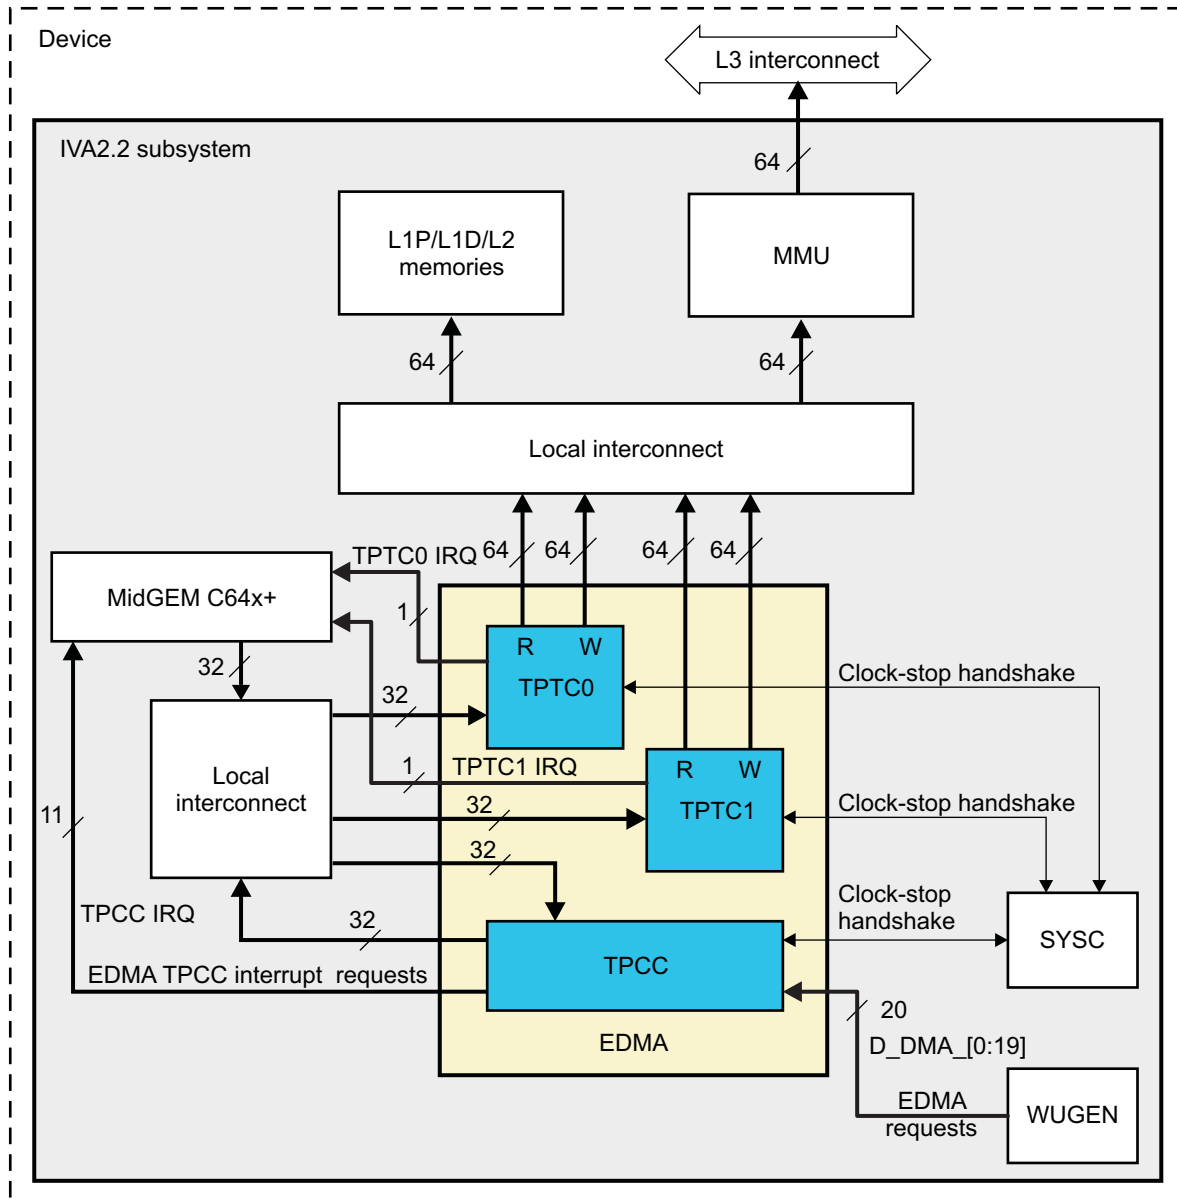 Device
L3 interconnect
IVA2.2 subsystem
64
L1P/L1D/L2
memories
MMU
64
64
Local interconnect
TPTC0 IRQ
64
64
64
64
MidGEM C64x+
1
R
W
32
TPTC0
Clock-stop handshake
32
TPTC1 IRQ
1
R
W
Local
interconnect
11
32
TPTC1
Clock-stop handshake
32
Clock-stop
handshake
TPCC IRQ
32
SYSC
TPCC
EDMA TPCC interrupt requests
20
EDMA
D_DMA_[0:19]
EDMA
requests
WUGEN